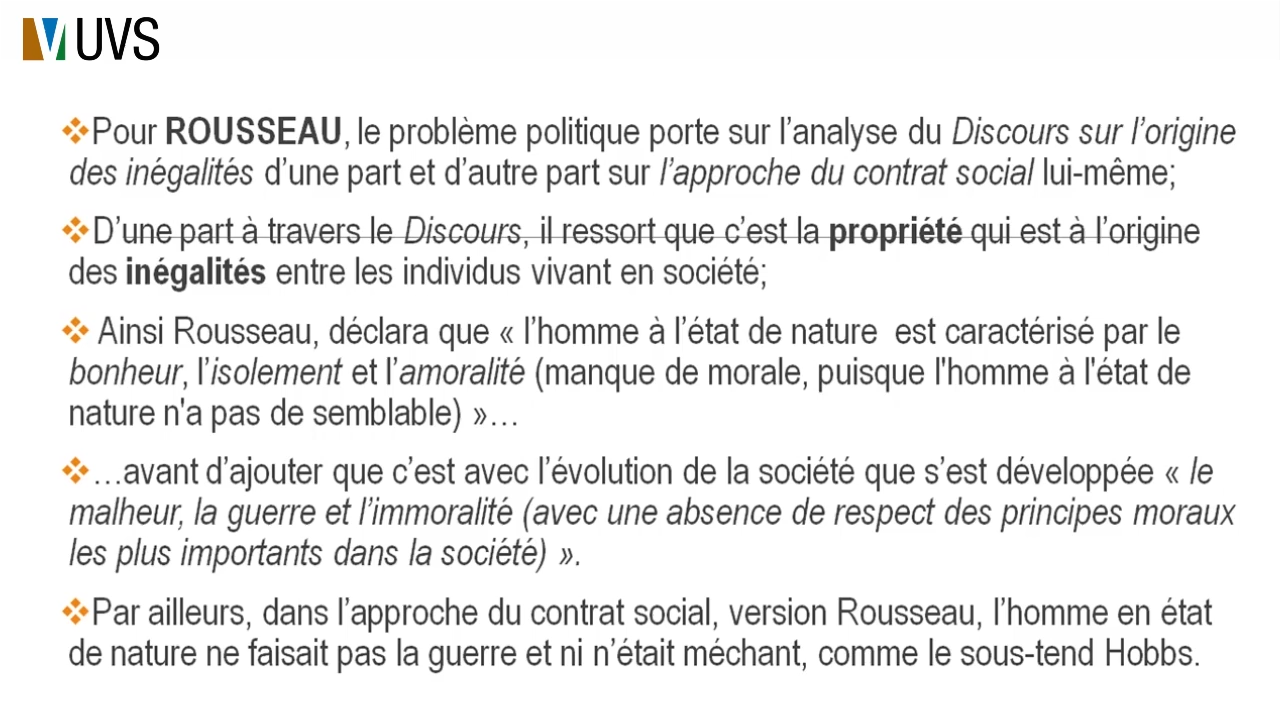 UVS
❖Pour ROUSSEAU, le problème politique porte sur l’analyse du Discours sur l’origine
des inégalités d’une part et d’autre part sur l’approche du contrat social lui-même;
❖D’une part à travers le Discours, il ressort que c’est la propriété qui est à l’origine
des inégalités entre les individus vivant en société;
❖ Ainsi Rousseau, déclara que « l’homme à l’état de nature  est caractérisé par le
bonheur, l’isolement et l’amoralité (manque de morale, puisque l'homme à l'état de
nature n'a pas de semblable) »…
❖…avant d’ajouter que c’est avec l’évolution de la société que s’est développée « le
malheur, la guerre et l’immoralité (avec une absence de respect des principes moraux
les plus importants dans la société) ».
❖Par ailleurs, dans l’approche du contrat social, version Rousseau, l’homme en état
de nature ne faisait pas la guerre et ni n’était méchant, comme le sous-tend Hobbs.